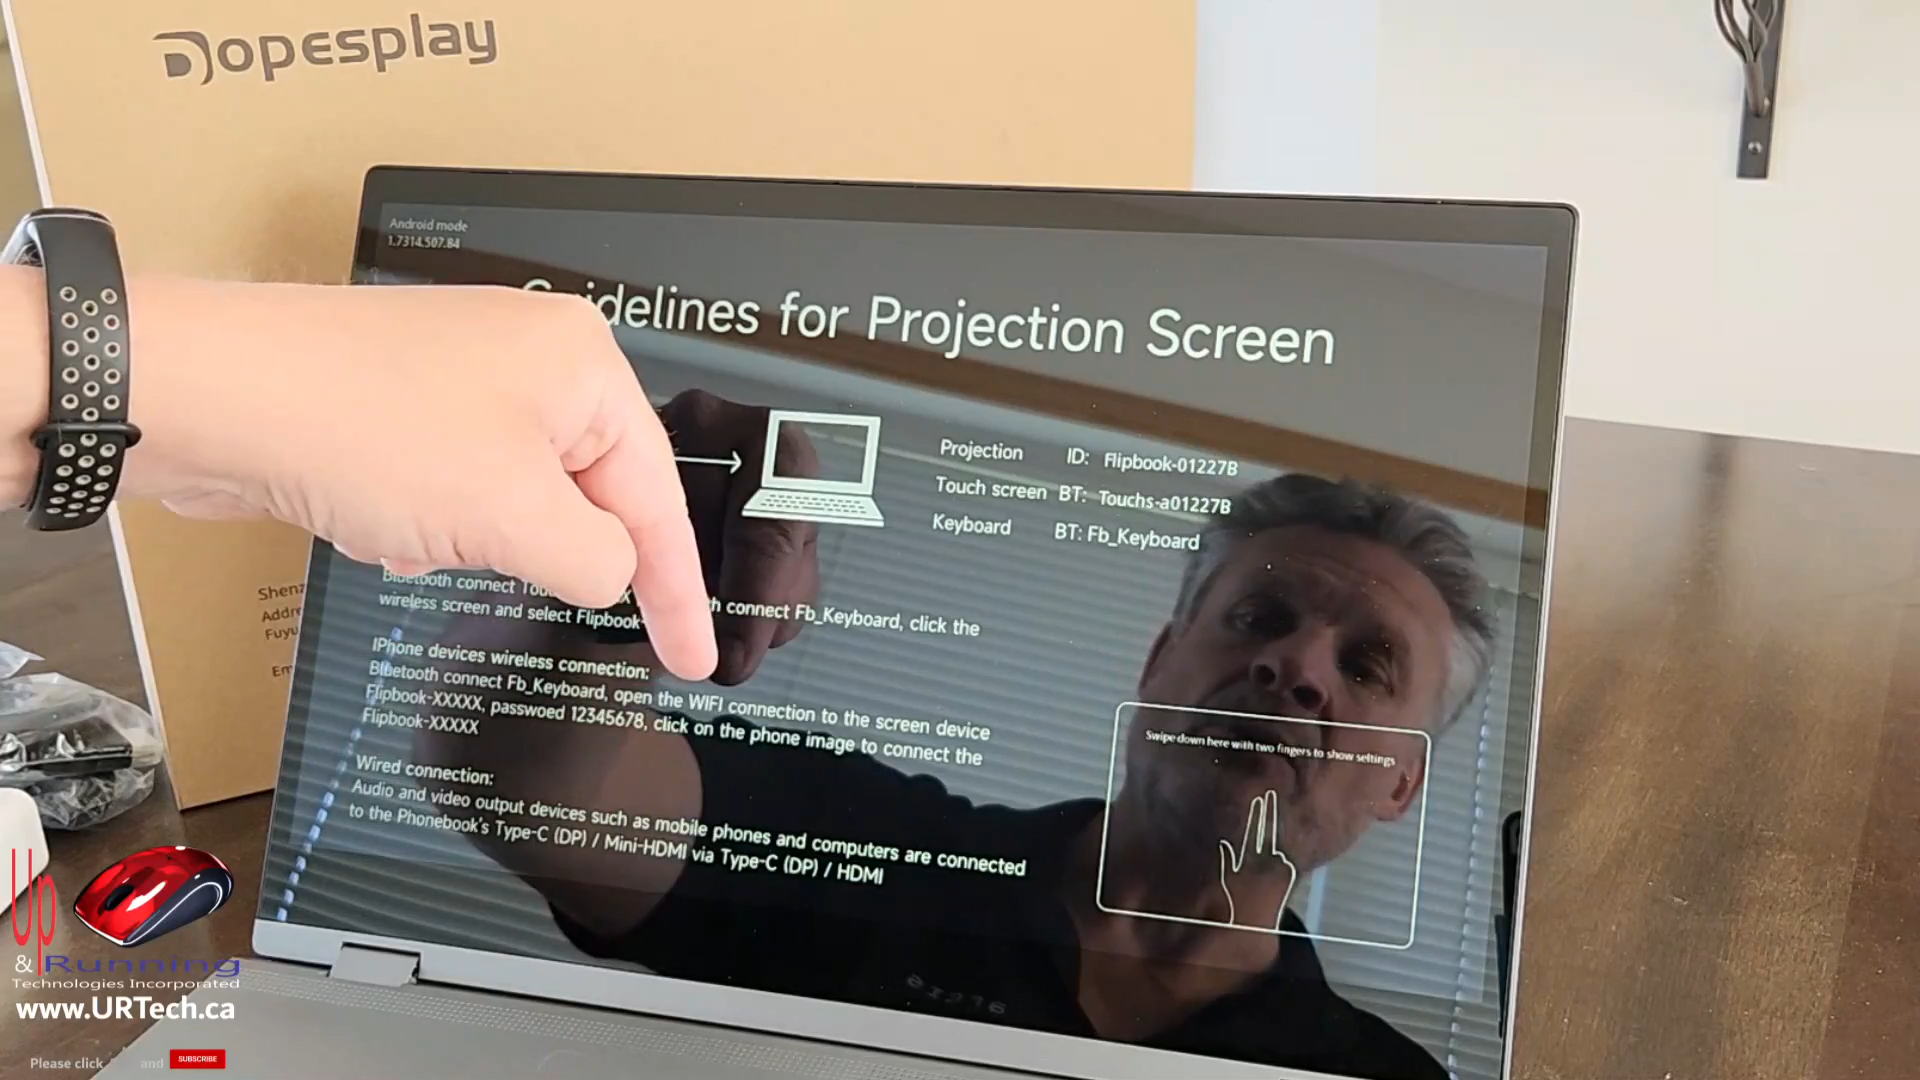 Dopesplay
Android mode
1.7314.507.84
Guidelines for Projection Screen
Projection ID: Flipbook-01227B
Touch screen BT: Touchs-a01227B
Keyboard BT: Fb_Keyboard
Shenz
Addre
Fuyu
Em
Bluetooth connect connect Fb_Keyboard, click the
wireless screen and select Flipbook-
IPhone devices wireless connection:
Bluetooth connect Fb_Keyboard, open the WIFI connection to the screen device
Flipbook-XXXXX, passwoed 12345678, click on the phone image to connect the
Flipbook-XXXXX
Wired connection:
Audio and video output devices such as mobile phones and computers are connected
to the Phonebook's Type-C (DP) / Mini-HDMI via Type-C (DP) / HDMI
Swipe down here with two fingers to show settings
Up
& Running
Technologies Incorporated
www.URTech.ca
Please click and SUBSCRIBE